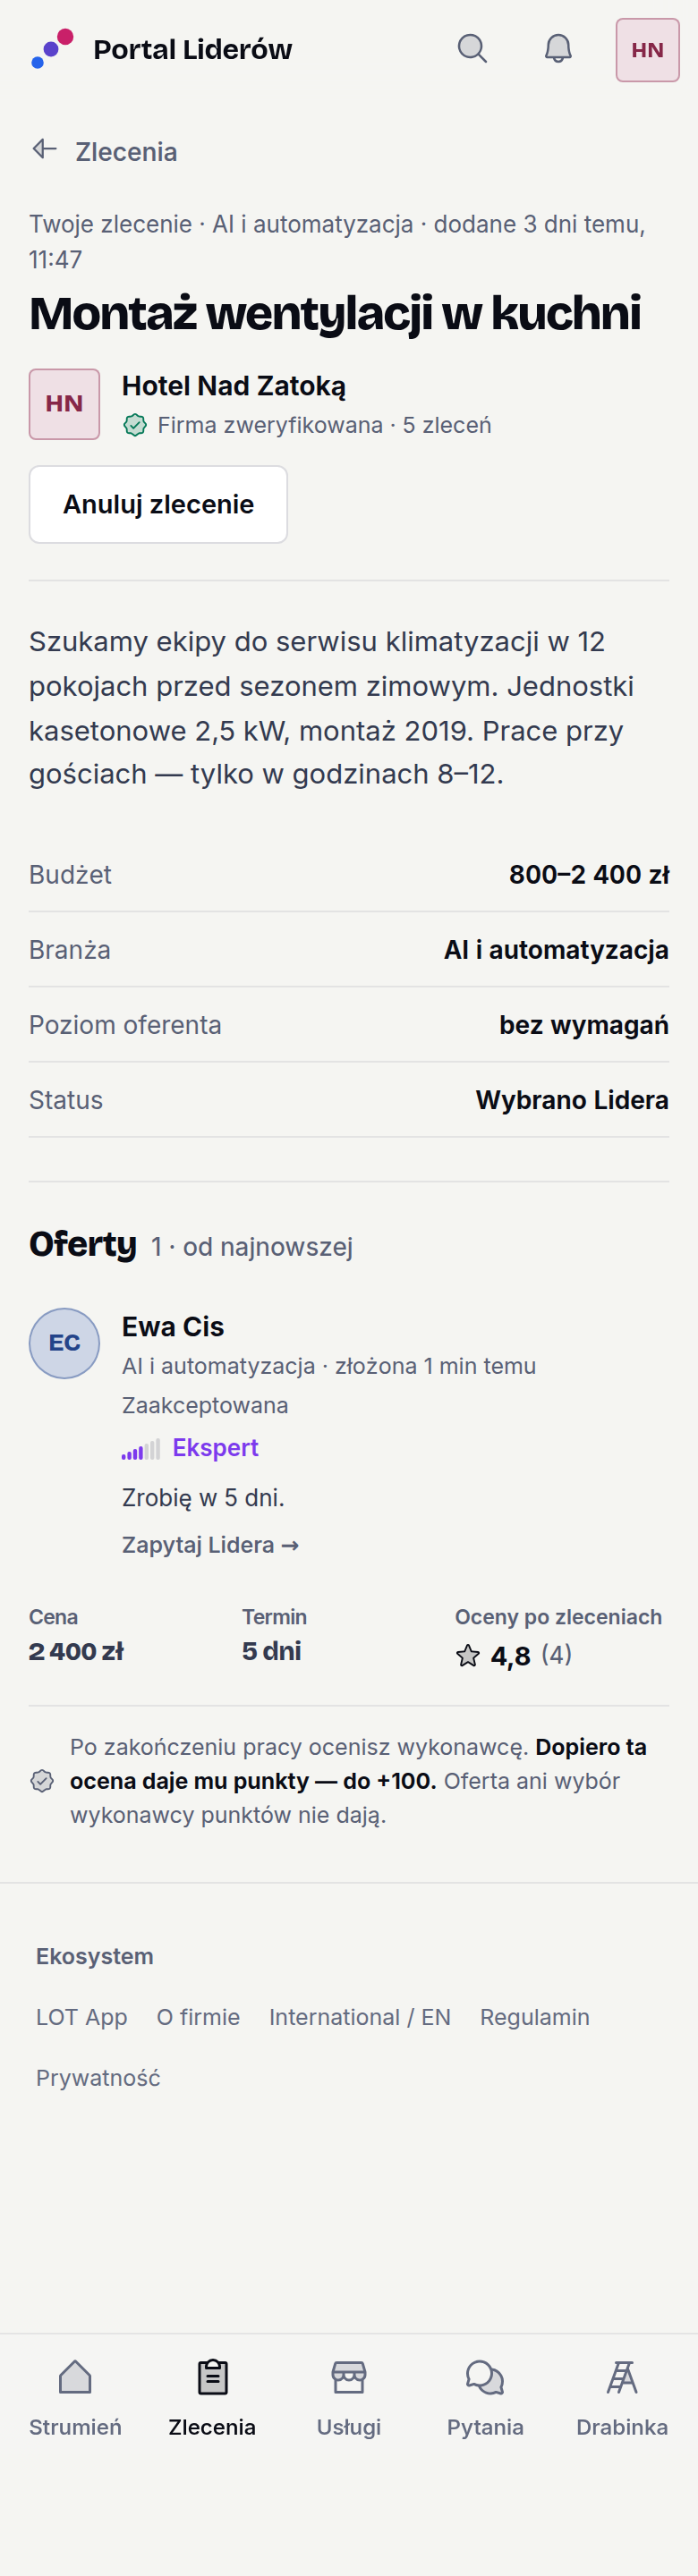 Portal Liderów
HN
Zlecenia
Twoje zlecenie · AI i automatyzacja · dodane 3 dni temu,
11:47
Montaż wentylacji w kuchni
HN
Hotel Nad Zatoką
Firma zweryfikowana · 5 zleceń
Anuluj zlecenie
Szukamy ekipy do serwisu klimatyzacji w 12
pokojach przed sezonem zimowym. Jednostki
kasetonowe 2,5 kW, montaż 2019. Prace przy
gościach — tylko w godzinach 8–12.
Budżet 800–2 400 zł
Branża AI i automatyzacja
Poziom oferenta bez wymagań
Status Wybrano Lidera
Oferty 1 · od najnowszej
EC
Ewa Cis
AI i automatyzacja · złożona 1 min temu
Zaakceptowana
Ekspert
Zrobię w 5 dni.
Zapytaj Lidera →
Cena Termin Oceny po zleceniach
2 400 zł 5 dni 4,8 (4)
Po zakończeniu pracy ocenisz wykonawcę. Dopiero ta
ocena daje mu punkty — do +100. Oferta ani wybór
wykonawcy punktów nie dają.
Ekosystem
LOT App O firmie International / EN Regulamin
Prywatność
Strumień Zlecenia Usługi Pytania Drabinka